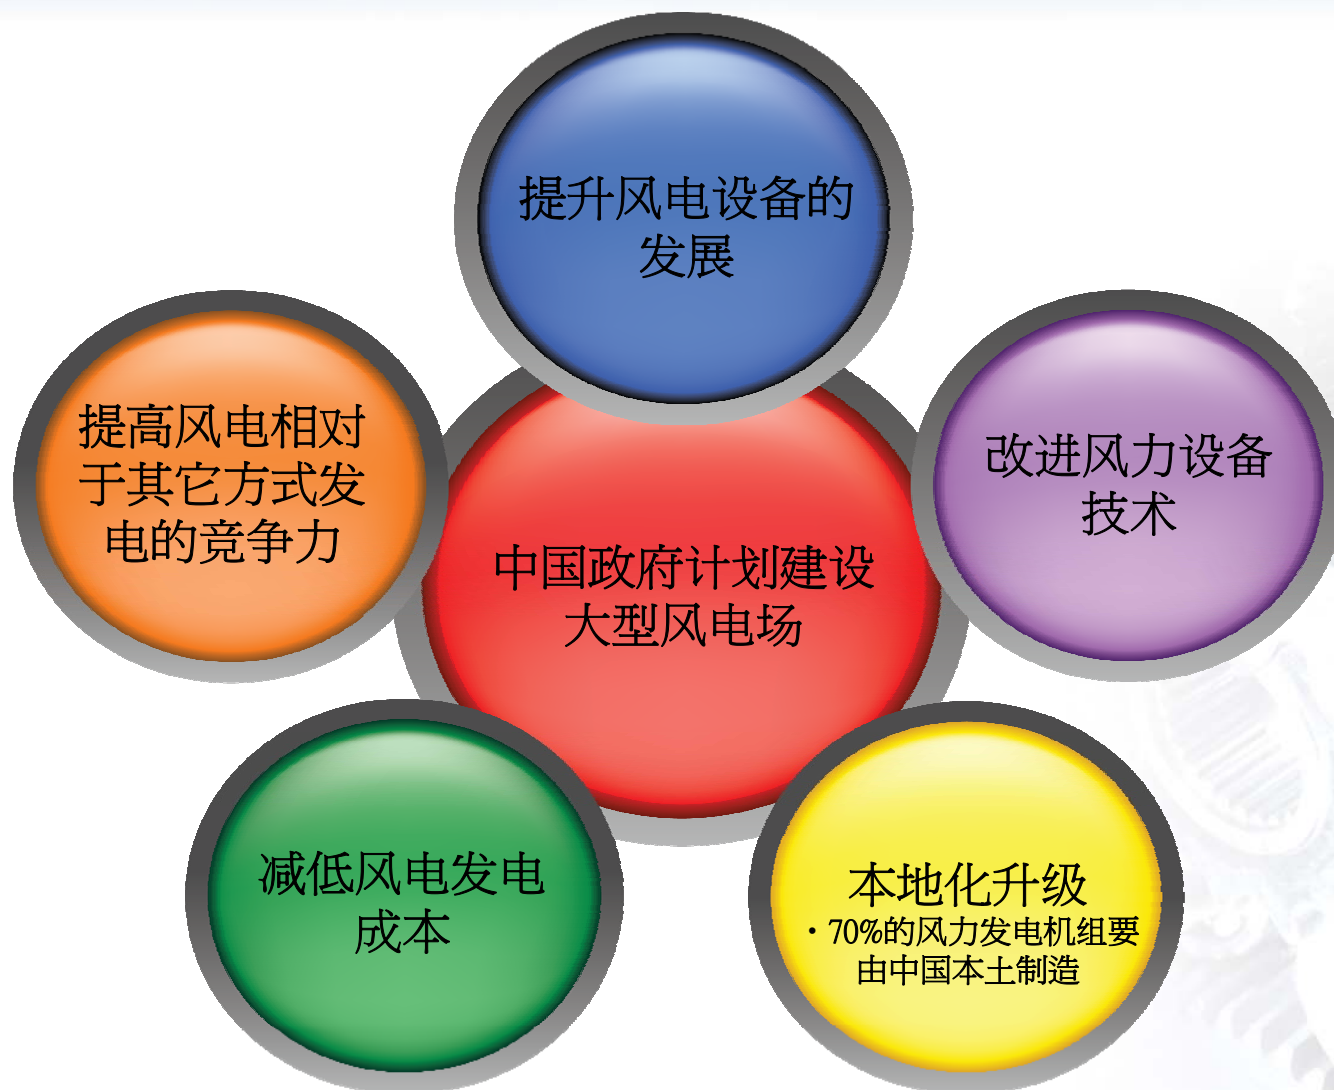 提升风电设备的
发展
提高风电相对
于其它方式发
电的竞争力
改进风力设备
技术
中国政府计划建设
大型风电场
减低风电发电
成本
本地化升级
·70%的风力发电机组要
由中国本土制造